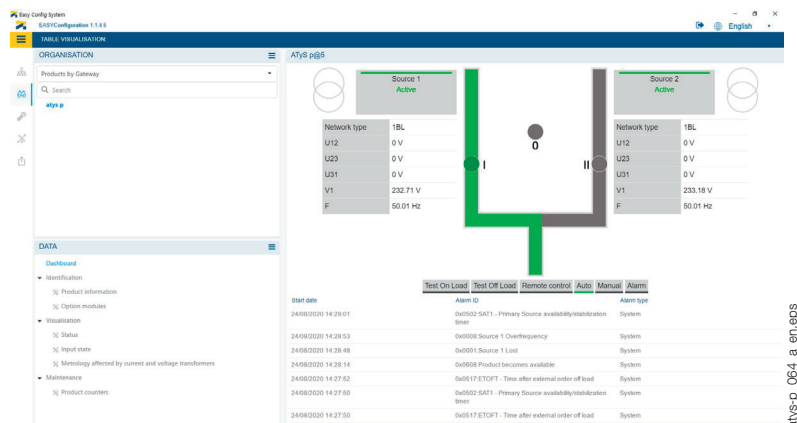 Easy Config System
EASYConfiguration 1.1.4.6
English
TABLE VISUALISATION
ORGANISATION
Products by Gateway
Search
atys p
DATA
Dashboard
Identification
Product information
Option modules
Visualisation
Status
Input state
Metrology affected by current and voltage transformers
Maintenance
Product counters
ATyS p@5
Source 1
Active
Network type 1BL
U12 0 V
U23 0 V
U31 0 V
V1 232.71 V
F 50.01 Hz
0
I
II
Source 2
Active
Network type 1BL
U12 0 V
U23 0 V
U31 0 V
V1 233.18 V
F 50.01 Hz
Test On Load Test Off Load Remote control Auto Manual Alarm
Start date Alarm ID Alarm type
24/08/2020 14:29:01 0x0502:SAT1 - Primary Source availability/stabilization System
timer
24/08/2020 14:28:53 0x0008:Source 1 Overfrequency System
24/08/2020 14:28:48 0x0001:Source 1 Lost System
24/08/2020 14:28:14 0x0608:Product becomes available System
24/08/2020 14:27:52 0x0517:ETOFT - Time after external order off load System
24/08/2020 14:27:50 0x0502:SAT1 - Primary Source availability/stabilization System
timer
24/08/2020 14:27:50 0x0517:ETOFT - Time after external order off load System
atys-p_064_a_en.eps